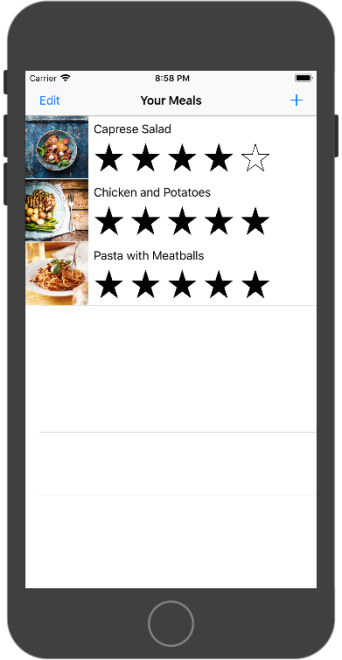 Carrier 8:58 PM
Edit Your Meals +
Caprese Salad
Chicken and Potatoes
Pasta with Meatballs